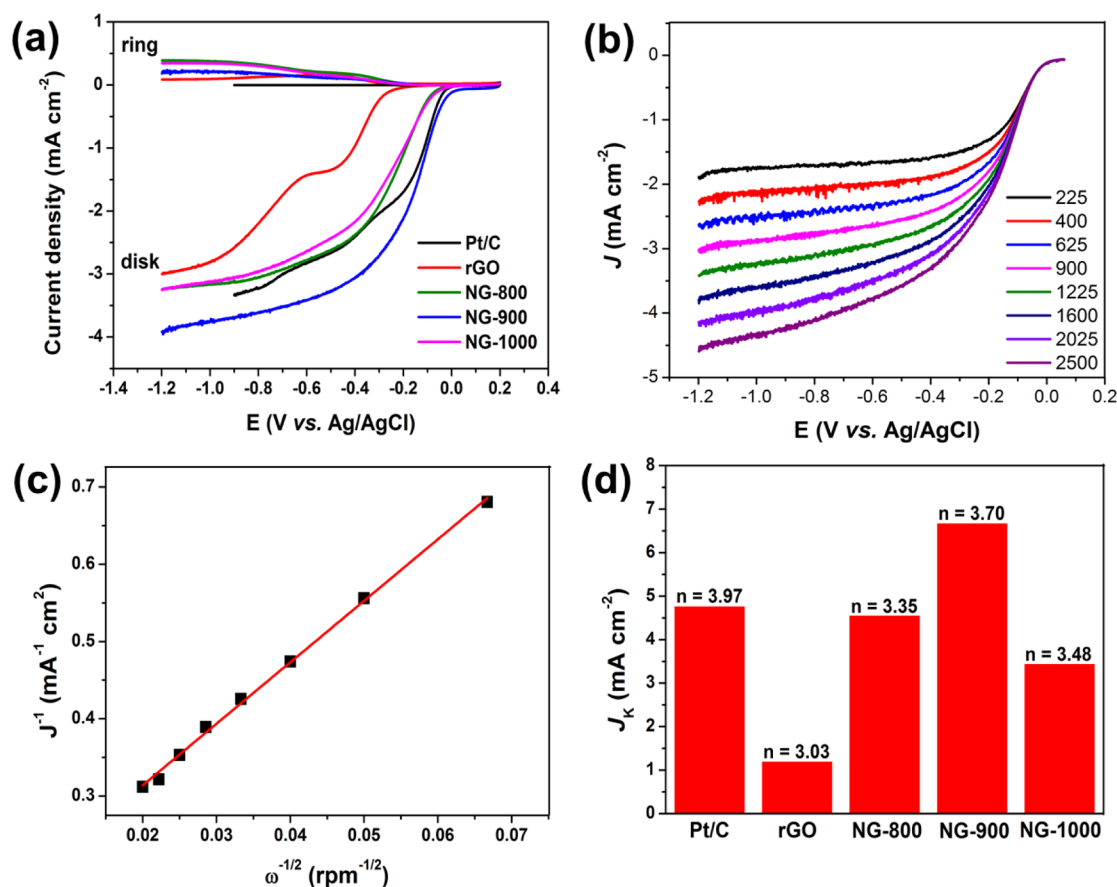 (a)
ring
disk
Current density (mA cm-2)
1
0
-1
-2
-3
-4
Pt/C
rGO
NG-800
NG-900
NG-1000
-1.2 -1.0 -0.8 -0.6 -0.4 -0.2 0.0 0.2 0.4
E (V vs. Ag/AgCl)
(b)
J (mA cm-2)
0
-1
-2
-3
-4
-5
225
400
625
900
1225
1600
2025
2500
-1.2 -1.0 -0.8 -0.6 -0.4 -0.2 0.0 0.2
E (V vs. Ag/AgCl)
(c)
J-1 (mA-1 cm2)
0.7
0.6
0.5
0.4
0.3
0.02 0.03 0.04 0.05 0.06 0.07
ω-1/2 (rpm-1/2)
(d)
JK (mA cm-2)
8
7
6
5
4
3
2
1
0
n = 3.97
n = 3.03
n = 3.35
n = 3.70
n = 3.48
Pt/C rGO NG-800 NG-900 NG-1000